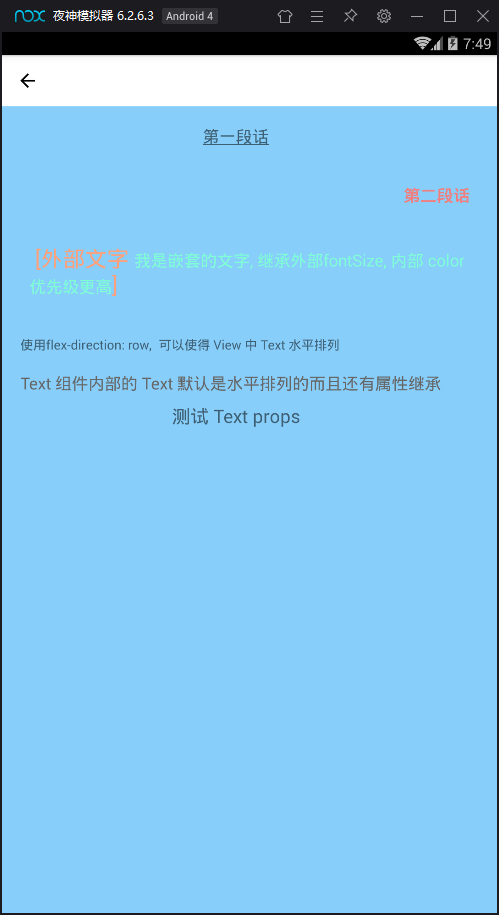 nox 夜神模拟器 6.2.6.3 Android 4
7:49
第一段话
第二段话
[外部文字 我是嵌套的文字, 继承外部fontSize, 内部 color
优先级更高]
使用flex-direction: row, 可以使得 View 中 Text 水平排列
Text 组件内部的 Text 默认是水平排列的而且还有属性继承
测试 Text props